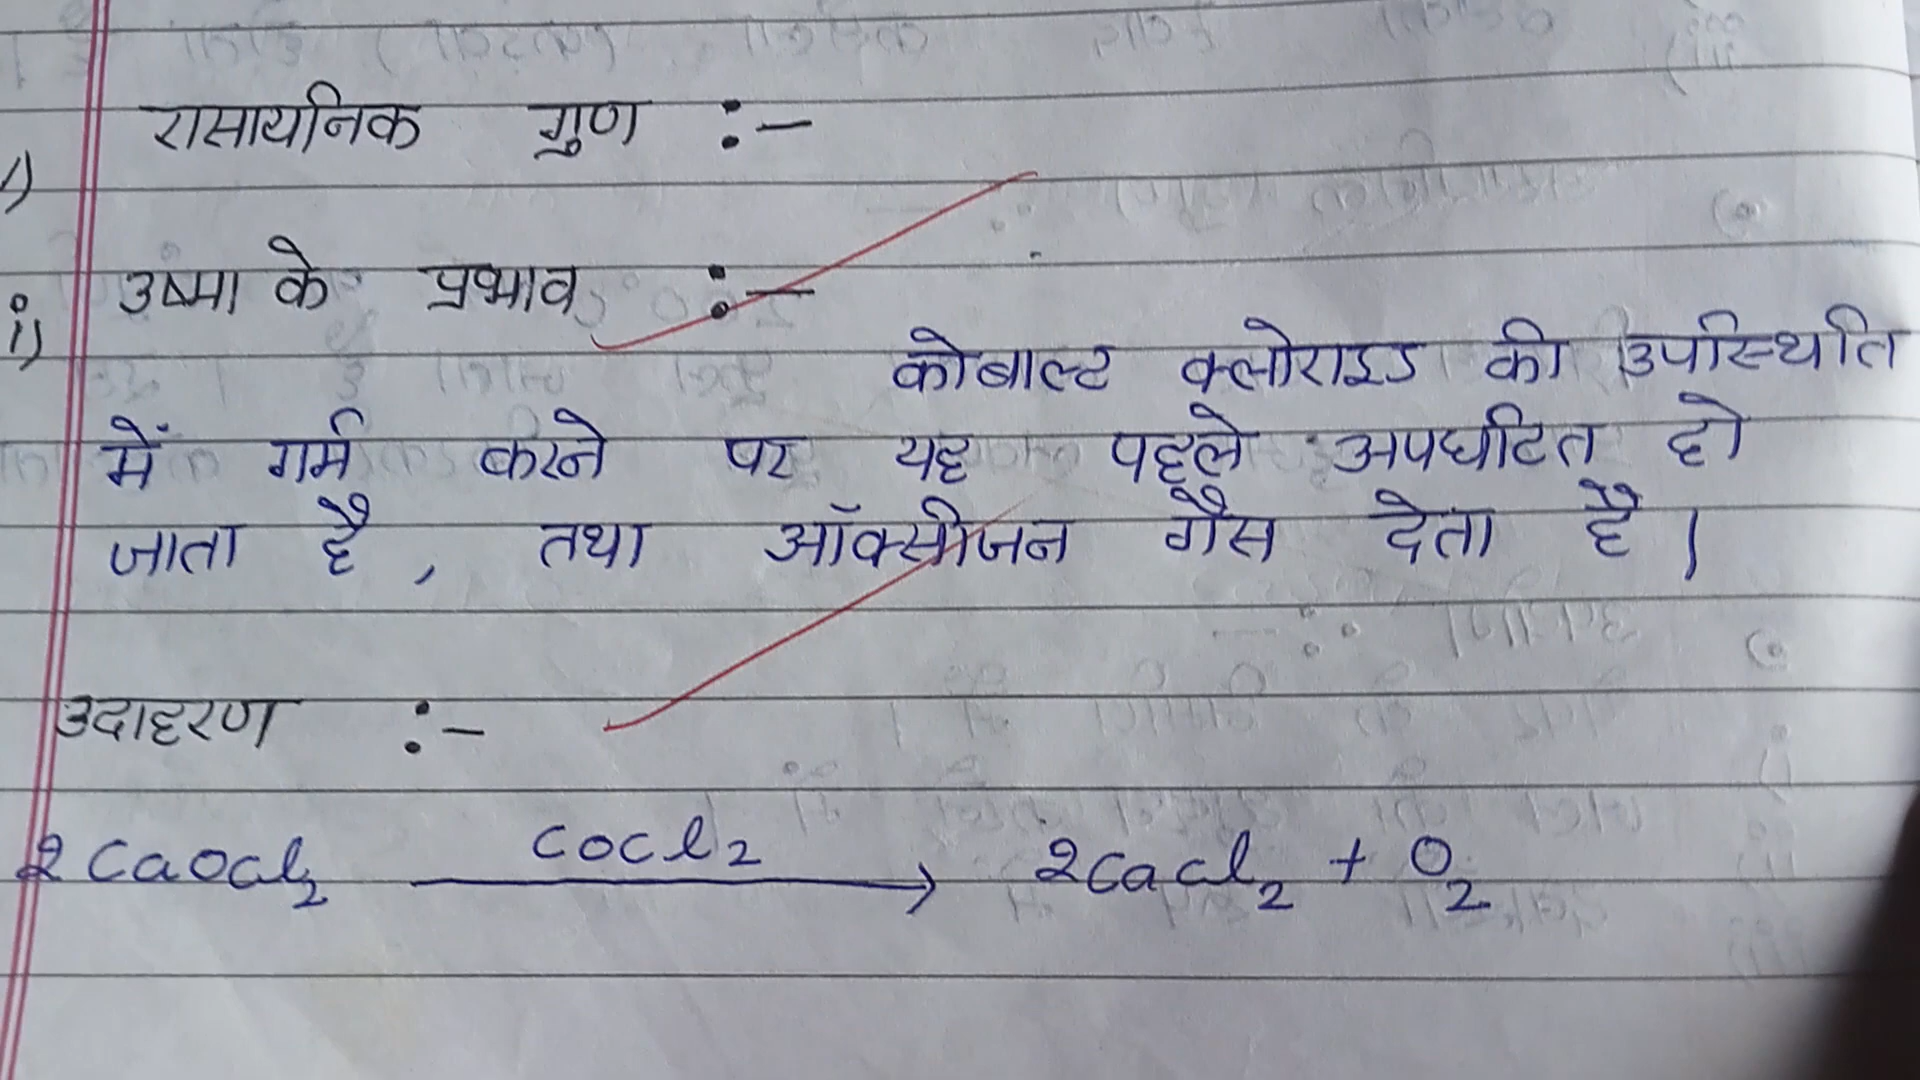 रासायनिक गुण :-
1)
i) उष्मा के प्रभाव :-
कोबाल्ट क्लोराइड की उपस्थिति
में गर्म करने पर यह पहले अपघटित हो
जाता है, तथा ऑक्सीजन गैस देता है।
उदाहरण :-
2CaOCl₂ COCl₂ → 2CaCl₂ + O₂